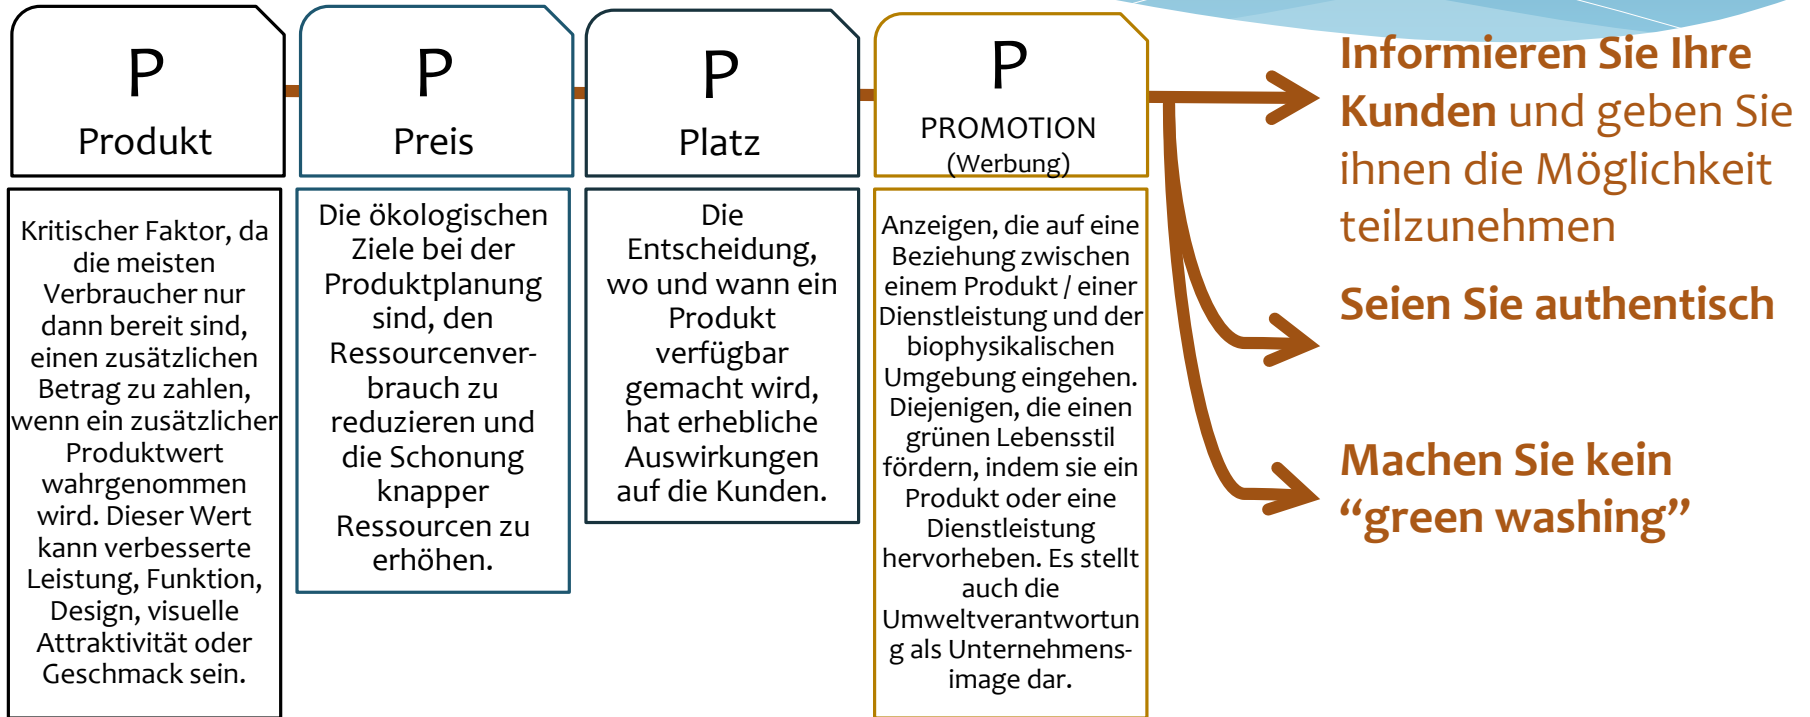 P
Produkt
Kritischer Faktor, da
die meisten
Verbraucher nur
dann bereit sind,
einen zusätzlichen
Betrag zu zahlen,
wenn ein zusätzlicher
Produktwert
wahrgenommen
wird. Dieser Wert
kann verbesserte
Leistung, Funktion,
Design, visuelle
Attraktivität oder
Geschmack sein.
P
Preis
Die ökologischen
Ziele bei der
Produktplanung
sind, den
Ressourcenver-
brauch zu
reduzieren und
die Schonung
knapper
Ressourcen zu
erhöhen.
P
Platz
Die
Entscheidung,
wo und wann ein
Produkt
verfügbar
gemacht wird,
hat erhebliche
Auswirkungen
auf die Kunden.
P
PROMOTION
(Werbung)
Anzeigen, die auf eine
Beziehung zwischen
einem Produkt / einer
Dienstleistung und der
biophysikalischen
Umgebung eingehen.
Diejenigen, die einen
grünen Lebensstil
fördern, indem sie ein
Produkt oder eine
Dienstleistung
hervorheben. Es stellt
auch die
Umweltverantwortun
g als Unternehmens-
image dar.
Informieren Sie Ihre
Kunden und geben Sie
ihnen die Möglichkeit
teilzunehmen
Seien Sie authentisch
Machen Sie kein
“green washing”